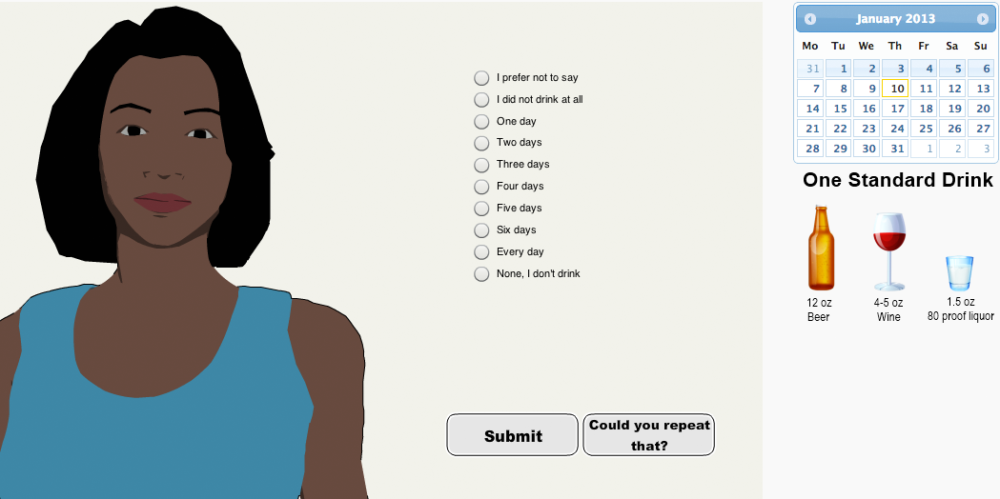 I prefer not to say
I did not drink at all
One day
Two days
Three days
Four days
Five days
Six days
Every day
None, I don't drink
Submit
Could you repeat
that?
January 2013
Mo Tu We Th Fr Sa Su
31 1 2 3 4 5 6
7 8 9 10 11 12 13
14 15 16 17 18 19 20
21 22 23 24 25 26 27
28 29 30 31 1 2 3
One Standard Drink
12 oz
Beer
4-5 oz
Wine
1.5 oz
80 proof liquor